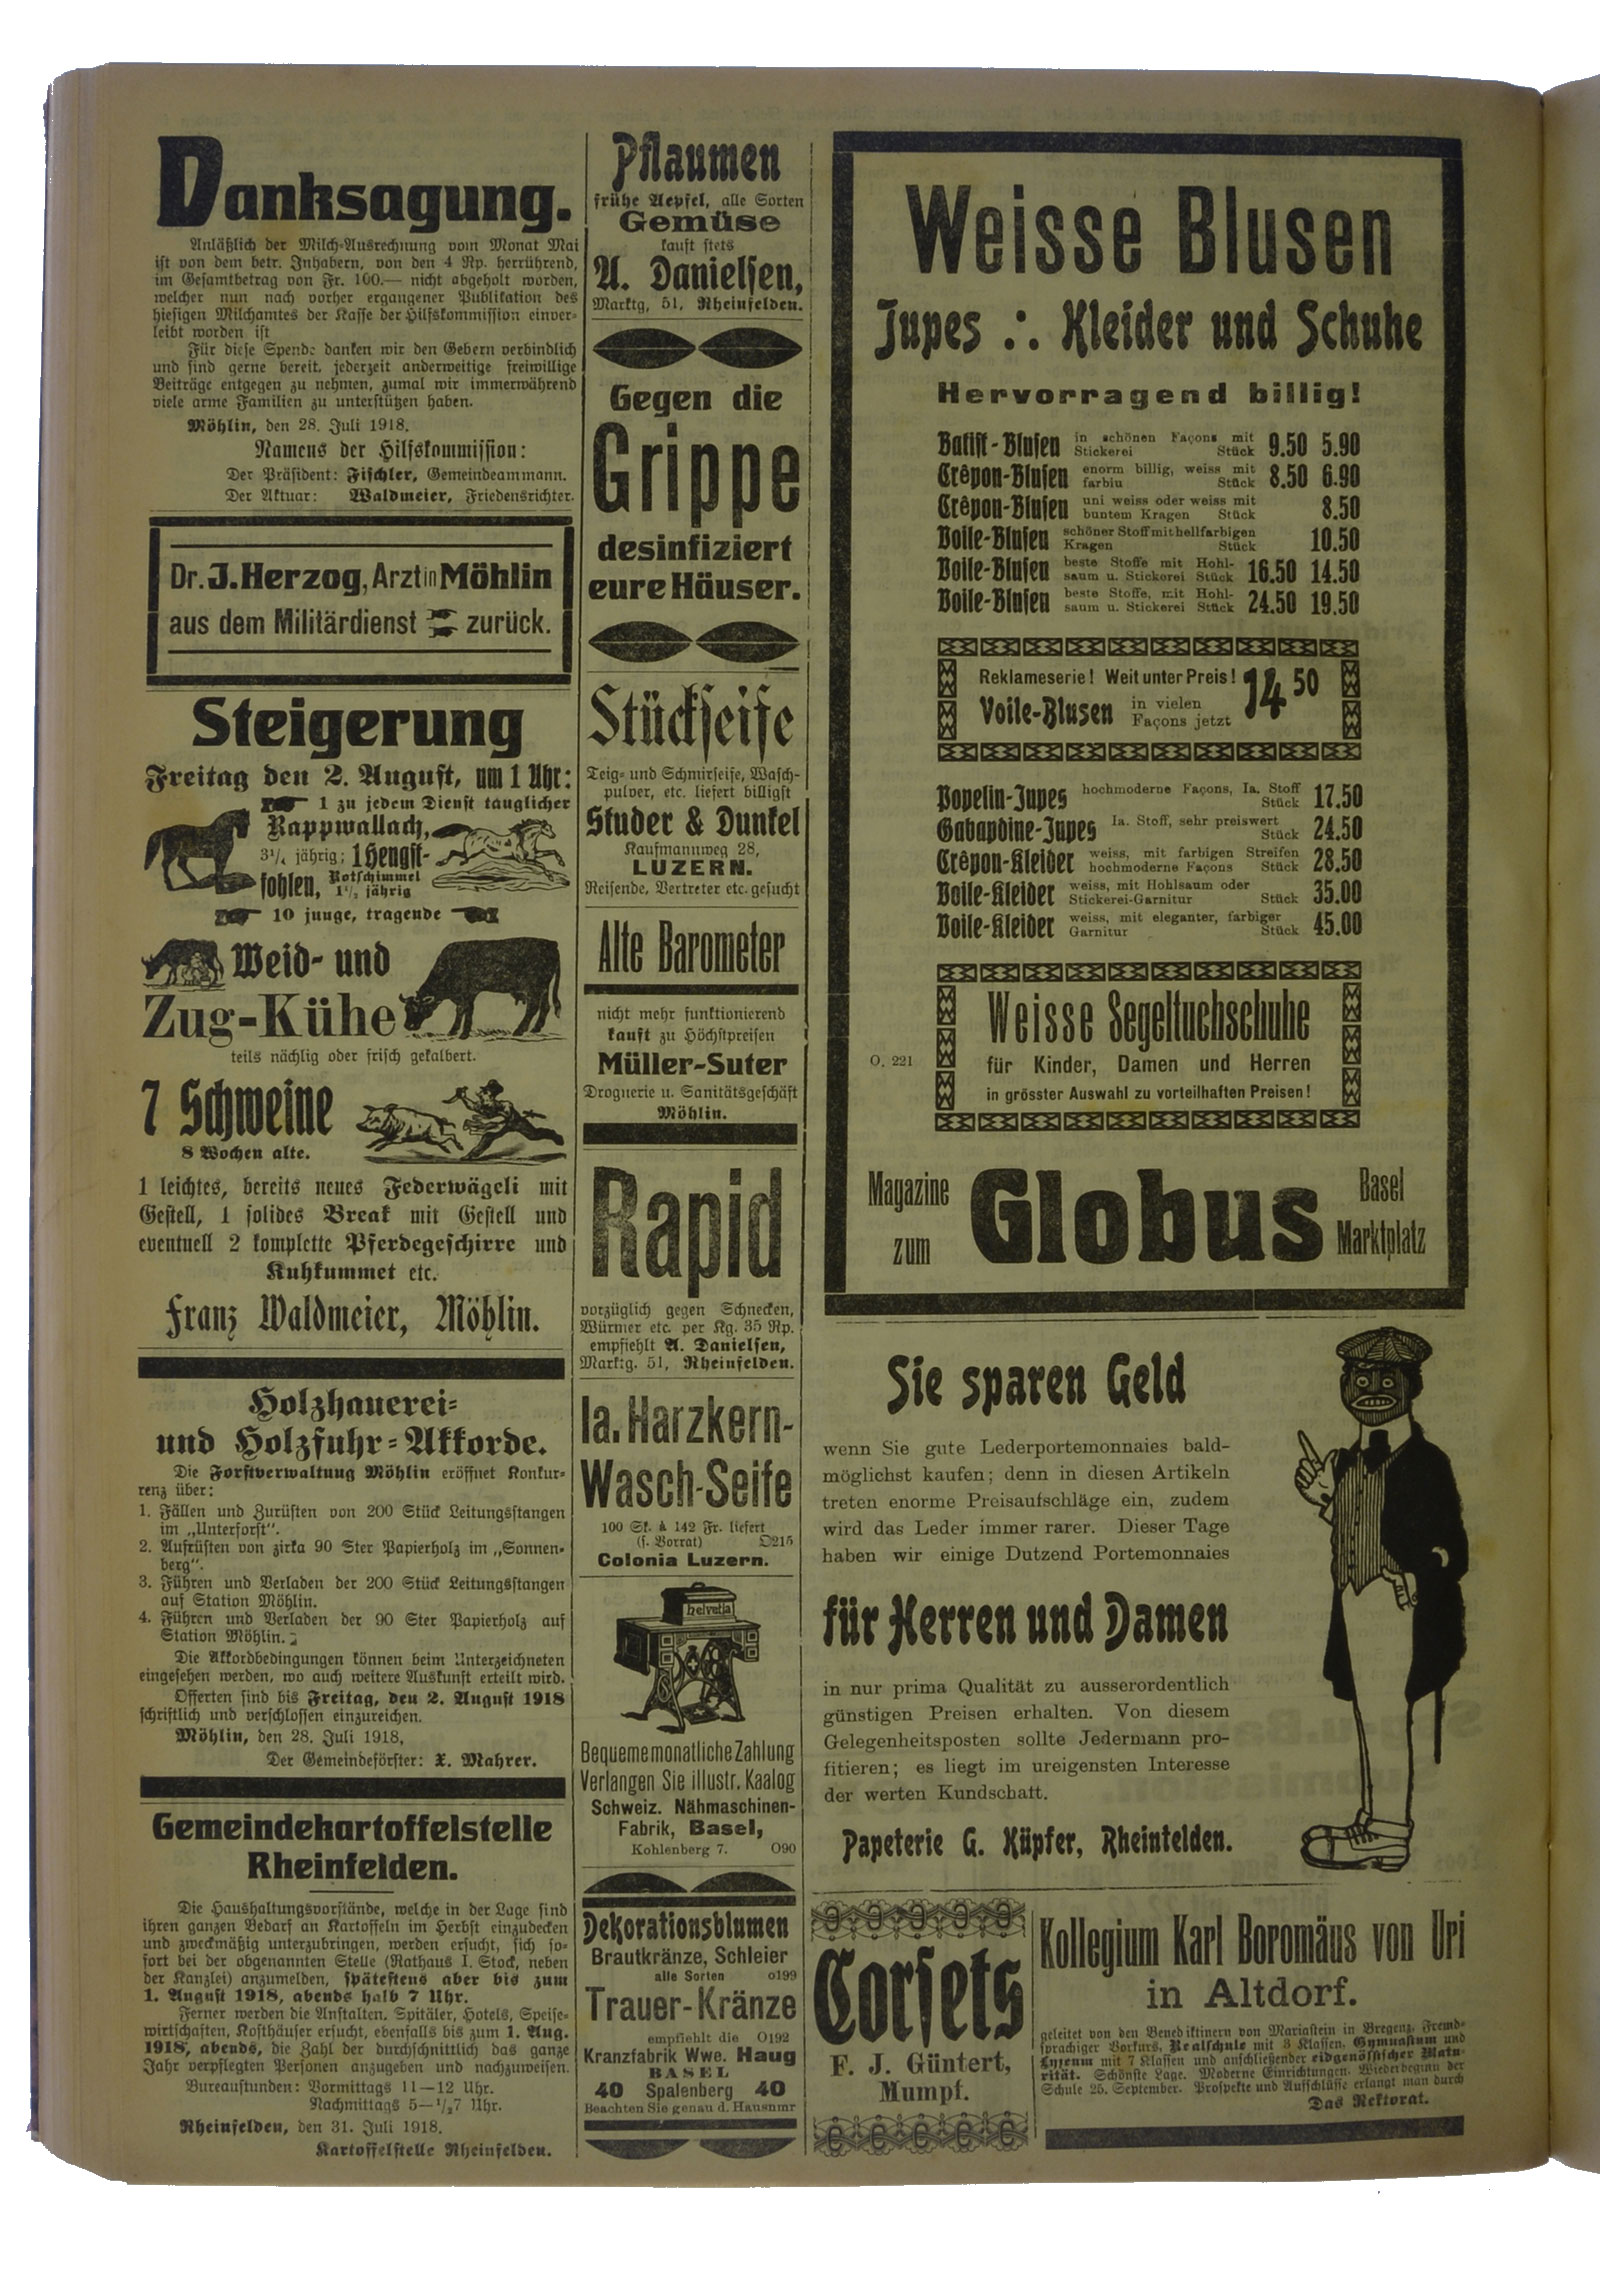 Danksagung.
Anläßlich der Milch-Ausrechnung vom Monat Mai
ist von dem betr. Inhabern, von den 4 Rp. herrührend,
im Gesamtbetrag von Fr. 100.— nicht abgeholt worden,
welcher nun nach vorher ergangener Publikation des
hiesigen Milchamtes der Kasse der Hilfskommission einver-
leibt worden ist
Für diese Spende danken wir den Gebern verbindlich
und sind gerne bereit, jederzeit anderweitige freiwillige
Beiträge entgegen zu nehmen, zumal wir immerwährend
viele arme Familien zu unterstützen haben.
Möhlin, den 28. Juli 1918.
Namens der Hilfskommission:
Der Präsident: Fischler, Gemeindeammann.
Der Aktuar: Waldmeier, Friedensrichter.
Dr. J. Herzog, Arzt in Möhlin
aus dem Militärdienst zurück.
Steigerung
Freitag den 2. August, um 1 Uhr:
1 zu jedem Dienst tauglicher
Rappwallach,
3¼ jährig; 1 Hengst-
fohlen, Rotschimmel
1½ jährig
10 junge, tragende
Weid- und
Zug-Kühe
teils nächlig oder frisch gekalbert.
7 Schweine
8 Wochen alte.
1 leichtes, bereits neues Federwägeli mit
Gestell, 1 solides Break mit Gestell und
eventuell 2 komplette Pferdegeschirre und
Kuhkummet etc.
Franz Waldmeier, Möhlin.
Holzhauerei-
und Holzfuhr-Akkorde.
Die Forstverwaltung Möhlin eröffnet Konkur-
renz über:
1. Fällen und Zurüsten von 200 Stück Leitungsstangen
im „Unterforst".
2. Aufrüsten von zirka 90 Ster Papierholz im „Sonnen-
berg".
3. Führen und Verladen der 200 Stück Leitungsstangen
auf Station Möhlin.
4. Führen und Verladen der 90 Ster Papierholz auf
Station Möhlin.
Die Akkordbedingungen können beim Unterzeichneten
eingesehen werden, wo auch weitere Auskunft erteilt wird.
Offerten sind bis Freitag, den 2. August 1918
schriftlich und verschlossen einzureichen.
Möhlin, den 28. Juli 1918,
Der Gemeindeförster: X. Mahrer.
Gemeindekartoffelstelle
Rheinfelden.
Die Haushaltungsvorstände, welche in der Lage sind
ihren ganzen Bedarf an Kartoffeln im Herbst einzudecken
und zweckmäßig unterzubringen, werden ersucht, sich so-
fort bei der obgenannten Stelle (Rathaus I. Stock, neben
der Kanzlei) anzumelden, spätestens aber bis zum
1. August 1918, abends halb 7 Uhr.
Ferner werden die Anstalten, Spitäler, Hotels, Speise-
wirtschaften, Kosthäuser ersucht, ebenfalls bis zum 1. Aug.
1918, abends, die Zahl der durchschnittlich das ganze
Jahr verpflegten Personen anzugeben und nachzuweisen.
Bureaustunden: Vormittags 11—12 Uhr.
Nachmittags 5—½7 Uhr.
Rheinfelden, den 31. Juli 1918.
Kartoffelstelle Rheinfelden.
Pflaumen
frühe Aepfel, alle Sorten
Gemüse
kauft stets
A. Danielsen,
Marktg, 51, Rheinfelden.
Gegen die
Grippe
desinfiziert
eure Häuser.
Stückseife
Teig- und Schmirseife, Wasch-
pulver, etc. liefert billigst
Studer & Dunkel
Kaufmannweg 28,
LUZERN.
Reisende, Vertreter etc. gesucht
Alte Barometer
nicht mehr funktionierend
kauft zu Höchstpreisen
Müller-Suter
Droguerie u. Sanitätsgeschäft
Möhlin.
Rapid
vorzüglich gegen Schnecken,
Würmer etc. per Kg. 35 Rp.
empfiehlt A. Danielsen,
Marktg. 51, Rheinfelden.
Ia. Harzkern-
Wasch-Seife
100 St. à 142 Fr. liefert
(s. Vorrat) O215
Colonia Luzern.
helvetia
Bequeme monatliche Zahlung
Verlangen Sie illustr. Kaalog
Schweiz. Nähmaschinen-
Fabrik, Basel,
Kohlenberg 7. O90
Dekorationsblumen
Brautkränze, Schleier
alle Sorten O199
Trauer-Kränze
empfiehlt die O192
Kranzfabrik Wwe. Haug
BASEL
40 Spalenberg 40
Beachten Sie genau d. Hausnmr
Weisse Blusen
Jupes .·. Kleider und Schuhe
Hervorragend billig!
Batist-Blusen in schönen Façons mit Stickerei Stück 9.50 5.90
Crêpon-Blusen enorm billig, weiss mit farbiu Stück 8.50 6.90
Crêpon-Blusen uni weiss oder weiss mit buntem Kragen Stück 8.50
Voile-Blusen schöner Stoff mit hellfarbigen Kragen Stück 10.50
Voile-Blusen beste Stoffe mit Hohl-saum u. Stickerei Stück 16.50 14.50
Voile-Blusen beste Stoffe, mit Hohl-saum u. Stickerei Stück 24.50 19.50
Reklameserie! Weit unter Preis!
Voile-Blusen in vielen Façons jetzt 14 50
Popelin-Jupes hochmoderne Façons, Ia. Stoff Stück 17.50
Gabapdine-Jupes Ia. Stoff, sehr preiswert Stück 24.50
Crêpon-Kleider weiss, mit farbigen Streifen hochmoderne Façons Stück 28.50
Voile-Kleider weiss, mit Hohlsaum oder Stickerei-Garnitur Stück 35.00
Voile-Kleider weiss, mit eleganter, farbiger Garnitur Stück 45.00
Weisse Segeltuchschuhe
für Kinder, Damen und Herren
in grösster Auswahl zu vorteilhaften Preisen!
O. 221
Magazine zum Globus Basel Marktplatz
Sie sparen Geld
wenn Sie gute Lederportemonnaies bald-
möglichst kaufen; denn in diesen Artikeln
treten enorme Preisaufschläge ein, zudem
wird das Leder immer rarer. Dieser Tage
haben wir einige Dutzend Portemonnaies
für Herren und Damen
in nur prima Qualität zu ausserordentlich
günstigen Preisen erhalten. Von diesem
Gelegenheitsposten sollte Jedermann pro-
fitieren; es liegt im ureigensten Interesse
der werten Kundschatt.
Papeterie G. Küpfer, Rheinfelden.
Corsets
F. J. Güntert,
Mumpf.
Kollegium Karl Boromäus von Uri
in Altdorf.
geleitet von den Benediktinern von Mariastein in Bregenz. Fremd-
sprachiger Vorkurs, Realschule mit 3 Klassen, Gymnasium und
Lyzeum mit 7 Klassen und anschließender eidgenössischer Matu-
rität. Schönste Lage. Moderne Einrichtungen. Wiederbeginn der
Schule 25. September. Prospekte und Aufschlüsse erlangt man durch
Das Rektorat.